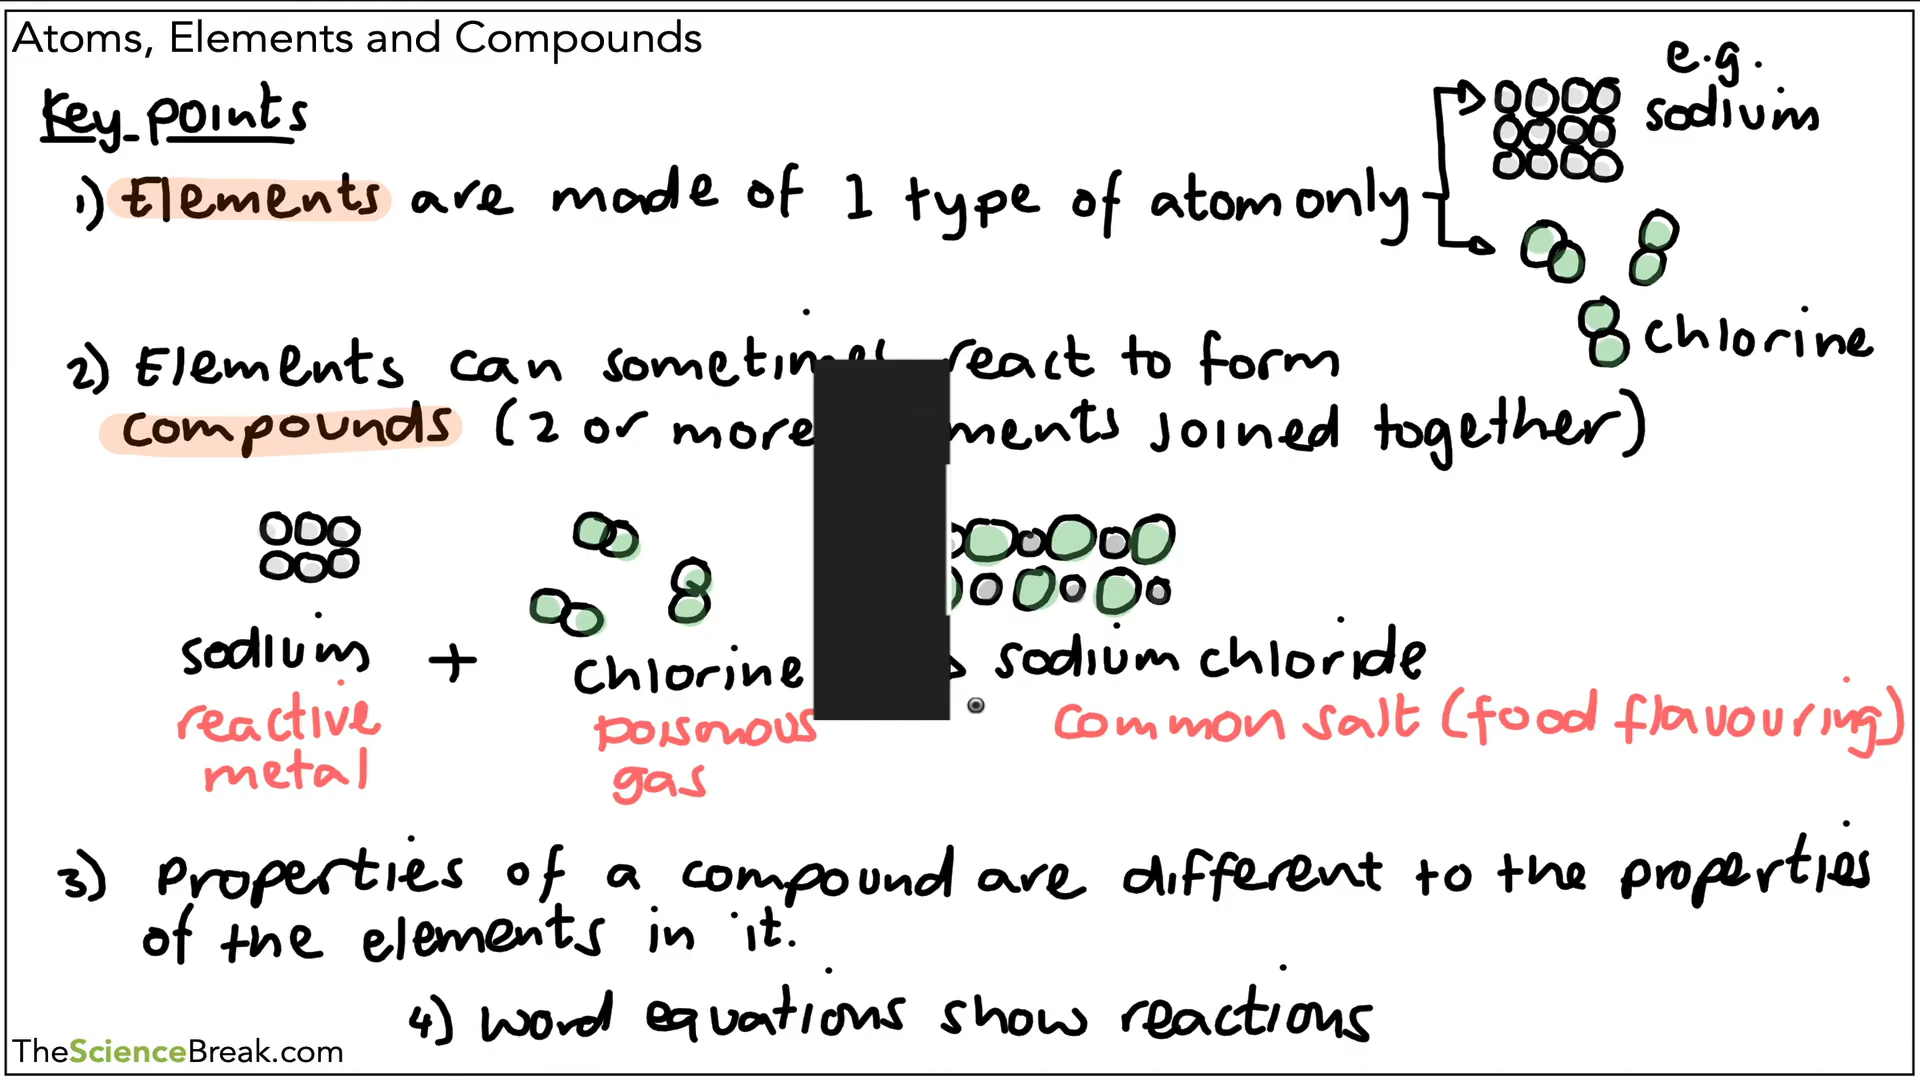 Atoms, Elements and Compounds
Key points
e.g.
sodium
1) Elements are made of 1 type of atom only
chlorine
2) Elements can react to form
compounds (2 or more joined together)
sodium + chlorine sodium chloride
reactive poisonous common salt (food flavouring)
metal gas
3) Properties of a compound are different to the properties
of the elements in it.
4) word equations show reactions
TheScienceBreak.com